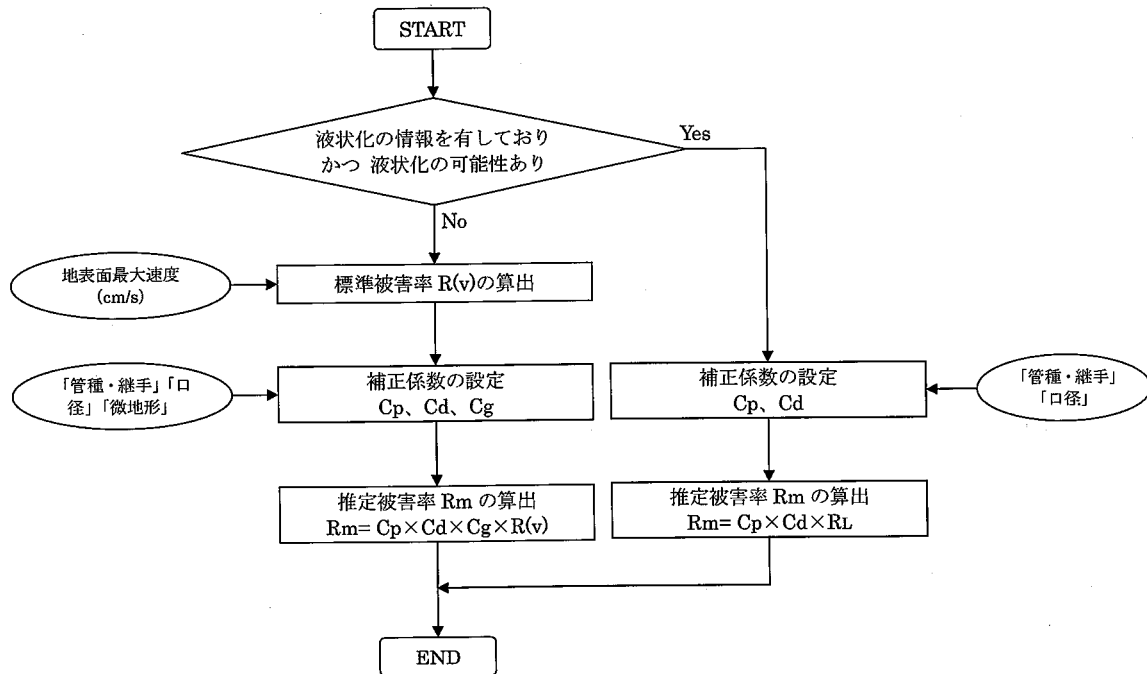 START
液状化の情報を有しており
かつ 液状化の可能性あり
Yes
No
地表面最大速度
(cm/s)
標準被害率 R(v)の算出
「管種・継手」「口
径」「微地形」
補正係数の設定
Cp、Cd、Cg
補正係数の設定
Cp、Cd
「管種・継手」
「口径」
推定被害率 Rm の算出
Rm= Cp×Cd×Cg×R(v)
推定被害率 Rm の算出
Rm= Cp×Cd×RL
END